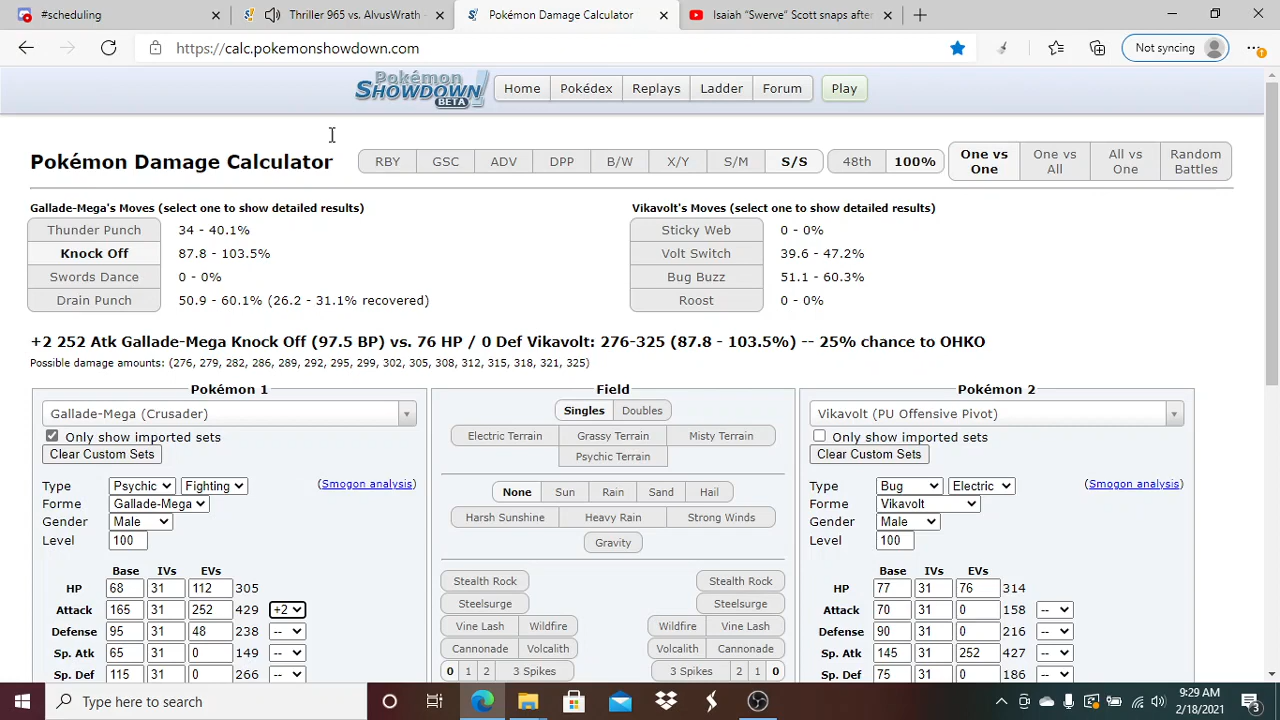 #scheduling
Thriller 965 vs. AlvusWrath -
Pokémon Damage Calculator
Isaiah "Swerve" Scott snaps after
https://calc.pokemonshowdown.com
Not syncing
Pokémon
SHOWDOWN!
BETA
Home Pokédex Replays Ladder Forum Play
Pokémon Damage Calculator
RBY GSC ADV DPP B/W X/Y S/M S/S
48th 100%
One vs One
One vs All
All vs One
Random Battles
Gallade-Mega's Moves (select one to show detailed results)
Thunder Punch 34 - 40.1%
Knock Off 87.8 - 103.5%
Swords Dance 0 - 0%
Drain Punch 50.9 - 60.1% (26.2 - 31.1% recovered)
Vikavolt's Moves (select one to show detailed results)
Sticky Web 0 - 0%
Volt Switch 39.6 - 47.2%
Bug Buzz 51.1 - 60.3%
Roost 0 - 0%
+2 252 Atk Gallade-Mega Knock Off (97.5 BP) vs. 76 HP / 0 Def Vikavolt: 276-325 (87.8 - 103.5%) -- 25% chance to OHKO
Possible damage amounts: (276, 279, 282, 286, 289, 292, 295, 299, 302, 305, 308, 312, 315, 318, 321, 325)
Pokémon 1
Gallade-Mega (Crusader)
Only show imported sets
Clear Custom Sets
Type Psychic Fighting (Smogon analysis)
Forme Gallade-Mega
Gender Male
Level 100
Base IVs EVs
HP 68 31 112 305
Attack 165 31 252 429 +2
Defense 95 31 48 238 --
Sp. Atk 65 31 0 149 --
Sp. Def 115 31 0 266 --
Field
Singles Doubles
Electric Terrain Grassy Terrain Misty Terrain
Psychic Terrain
None Sun Rain Sand Hail
Harsh Sunshine Heavy Rain Strong Winds
Gravity
Stealth Rock Stealth Rock
Steelsurge Steelsurge
Vine Lash Wildfire Wildfire Vine Lash
Cannonade Volcalith Volcalith Cannonade
0 1 2 3 Spikes 3 Spikes 2 1 0
Pokémon 2
Vikavolt (PU Offensive Pivot)
Only show imported sets
Clear Custom Sets
Type Bug Electric (Smogon analysis)
Forme Vikavolt
Gender Male
Level 100
Base IVs EVs
HP 77 31 76 314
Attack 70 31 0 158 --
Defense 90 31 0 216 --
Sp. Atk 145 31 252 427 --
Sp. Def 75 31 0 186 --
Type here to search
9:29 AM
2/18/2021
3